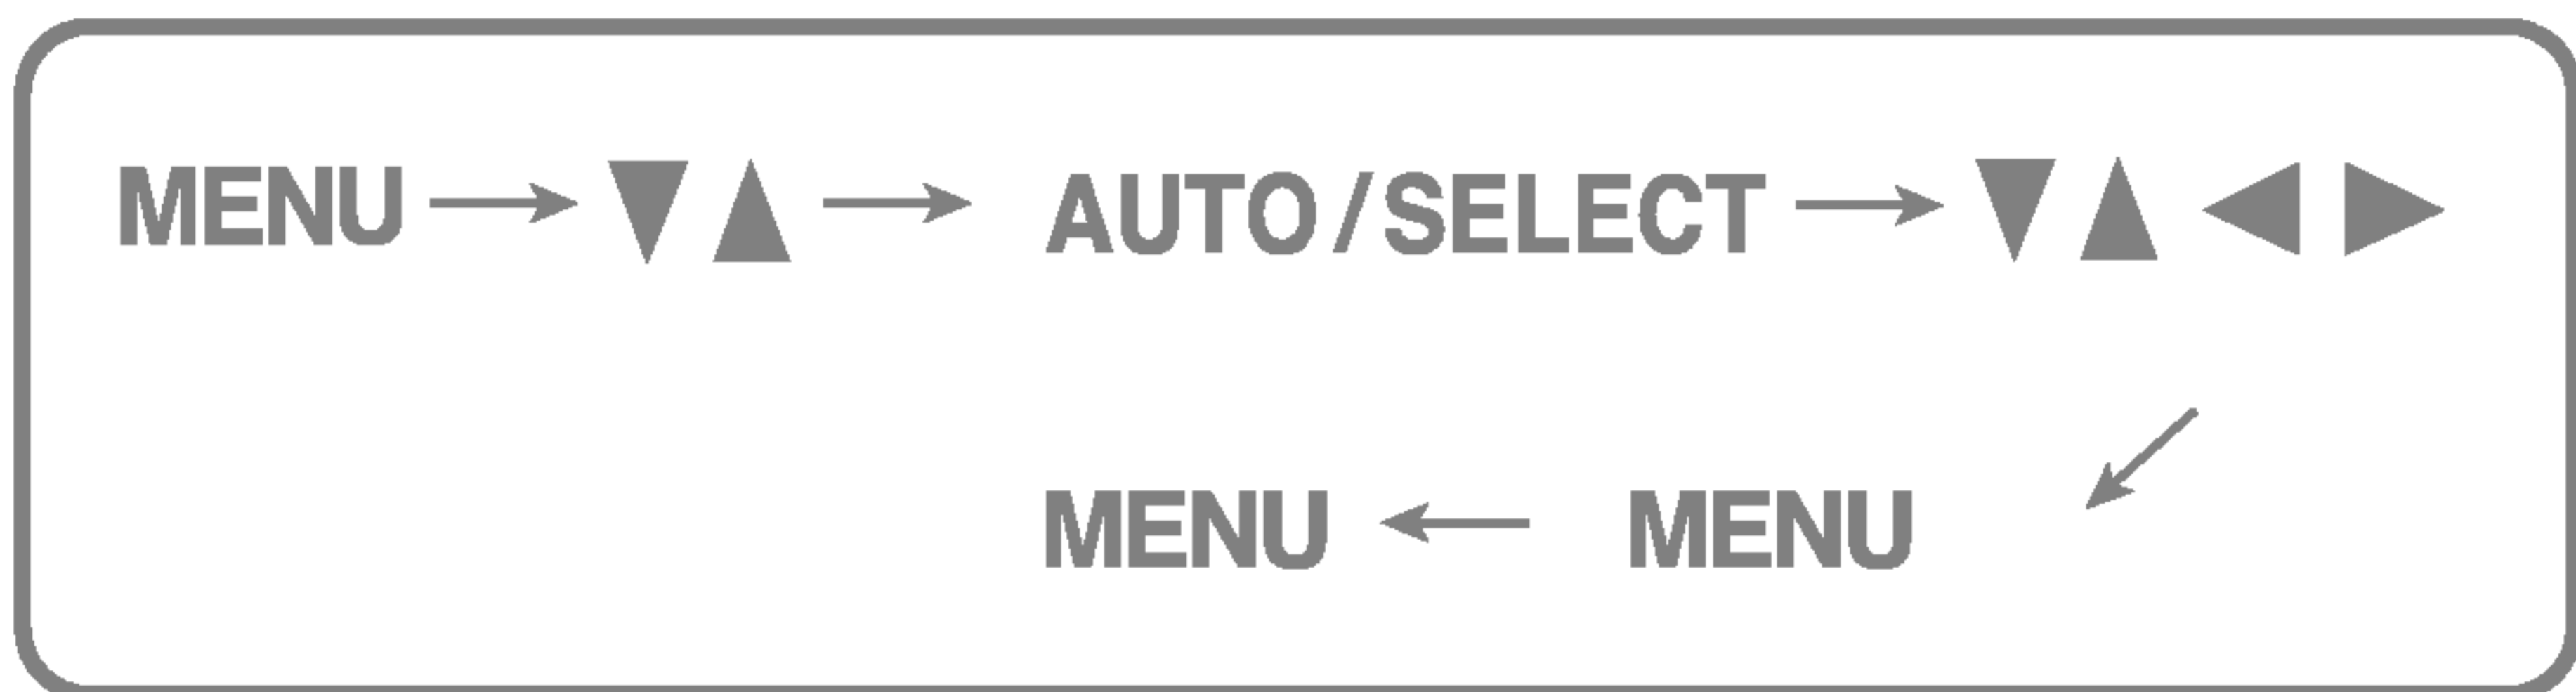 MENU → ▼▲ → AUTO/SELECT → ▼▲◀▶
MENU ← MENU ↙